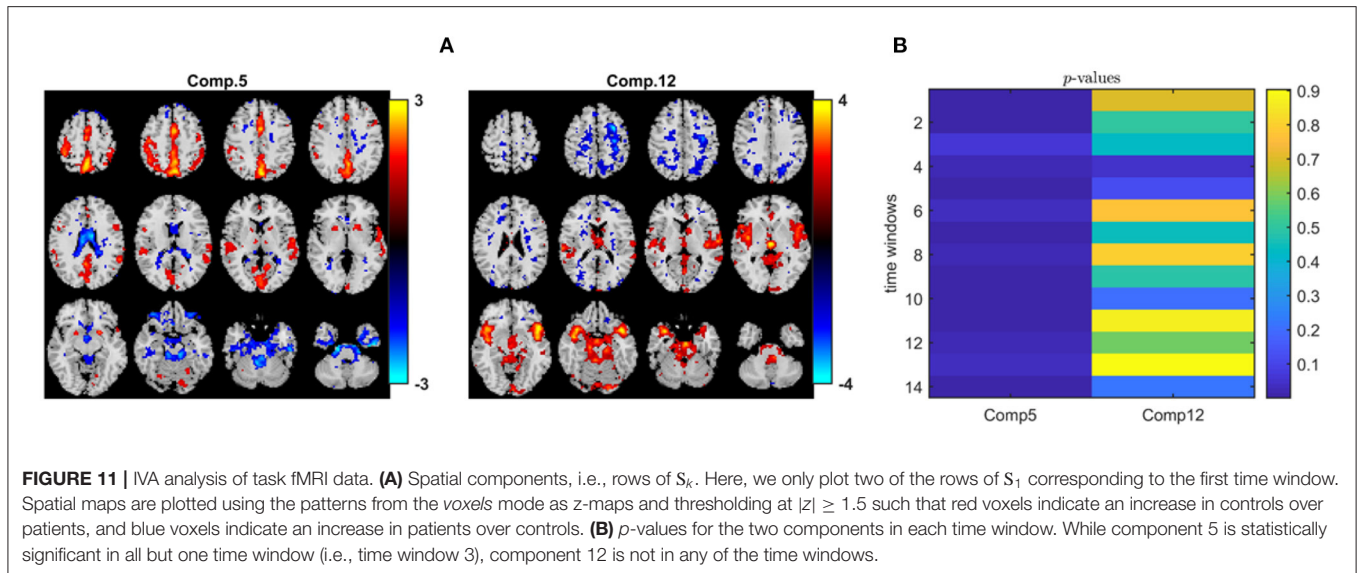 A
B
Comp.5
Comp.12
p-values
3
-3
4
-4
time windows
2
4
6
8
10
12
14
Comp5
Comp12
0.9
0.8
0.7
0.6
0.5
0.4
0.3
0.2
0.1
FIGURE 11 | IVA analysis of task fMRI data. (A) Spatial components, i.e., rows of Sₖ. Here, we only plot two of the rows of S₁ corresponding to the first time window.
Spatial maps are plotted using the patterns from the voxels mode as z-maps and thresholding at |z| ≥ 1.5 such that red voxels indicate an increase in controls over
patients, and blue voxels indicate an increase in patients over controls. (B) p-values for the two components in each time window. While component 5 is statistically
significant in all but one time window (i.e., time window 3), component 12 is not in any of the time windows.